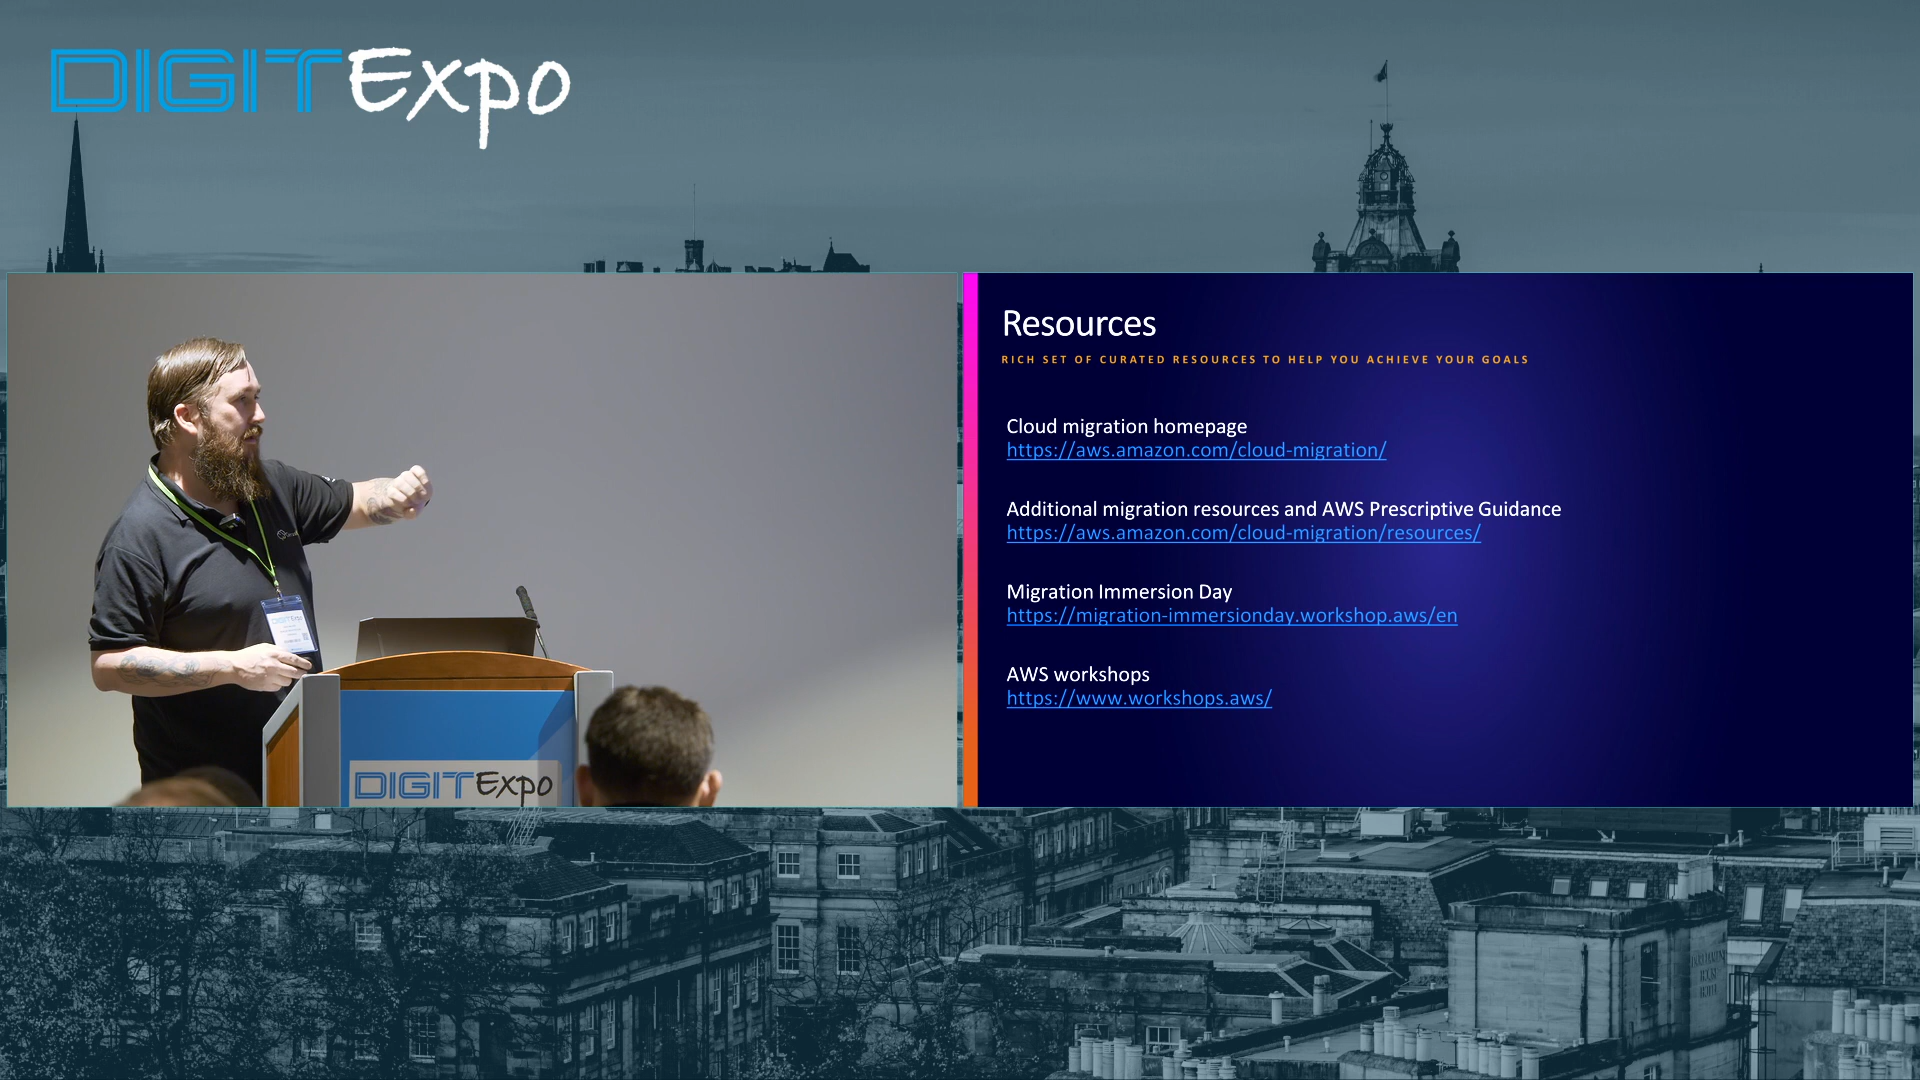 DIGITExpo
Resources
RICH SET OF CURATED RESOURCES TO HELP YOU ACHIEVE YOUR GOALS
Cloud migration homepage
https://aws.amazon.com/cloud-migration/
Additional migration resources and AWS Prescriptive Guidance
https://aws.amazon.com/cloud-migration/resources/
Migration Immersion Day
https://migration-immersionday.workshop.aws/en
AWS workshops
https://www.workshops.aws/
DIGITExpo
DIGITExpo